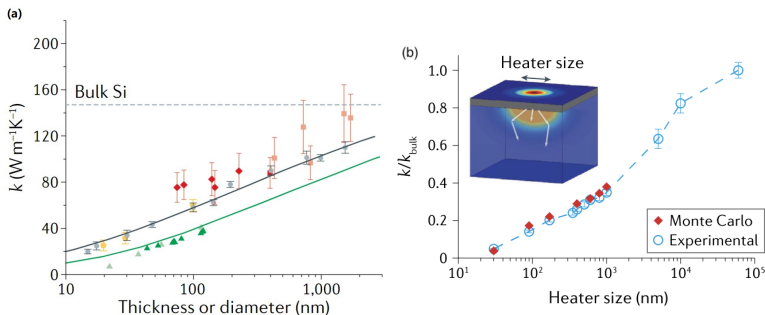 (a)
200
160
120
80
40
0
k (W m⁻¹ K⁻¹)
Bulk Si
10
100
1,000
Thickness or diameter (nm)
(b)
Heater size
1.0
0.8
0.6
0.4
0.2
0
k/k_bulk
Monte Carlo
Experimental
10¹
10²
10³
10⁴
10⁵
Heater size (nm)